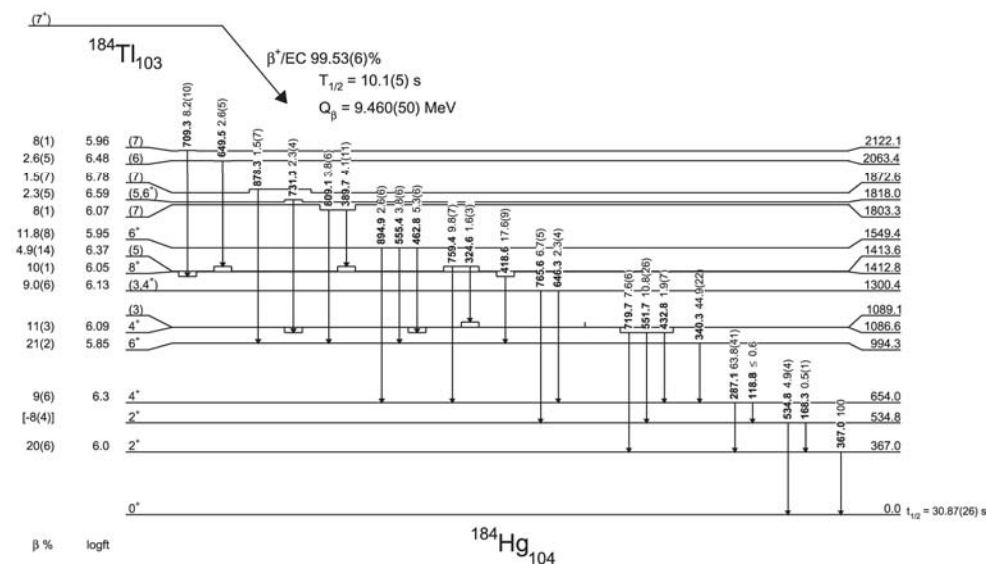 (7⁺)
¹⁸⁴Tl₁₀₃
β⁺/EC 99.53(6)%
T₁/₂ = 10.1(5) s
Qᵦ = 9.460(50) MeV
709.3 8.2(10)
649.5 2.6(5)
878.3 1.5(7)
731.3 2.3(4)
809.1 3.8(6)
389.7 4.1(11)
894.9 2.6(6)
555.4 3.8(6)
462.8 5.3(6)
759.4 9.8(7)
324.6 1.6(3)
418.6 17.6(9)
765.6 6.7(5)
646.3 2.3(4)
719.7 7.6(6)
551.7 10.8(26)
432.8 1.9(7)
340.3 44.9(22)
287.1 63.8(41)
118.8 ≤ 0.6
534.8 4.9(4)
168.3 0.5(1)
367.0 100
8(1) 5.96 (7) 2122.1
2.6(5) 6.48 (6) 2063.4
1.5(7) 6.78 (7) 1872.6
2.3(5) 6.59 (5,6⁺) 1818.0
8(1) 6.07 (7) 1803.3
11.8(8) 5.95 6⁺ 1549.4
4.9(14) 6.37 (5) 1413.6
10(1) 6.05 8⁺ 1412.8
9.0(6) 6.13 (3,4⁺) 1300.4
(3) 1089.1
11(3) 6.09 4⁺ 1086.6
21(2) 5.85 6⁺ 994.3
9(6) 6.3 4⁺ 654.0
[-8(4)] 2⁺ 534.8
20(6) 6.0 2⁺ 367.0
0⁺ 0.0 t₁/₂ = 30.87(26) s
¹⁸⁴Hg₁₀₄
β % logft